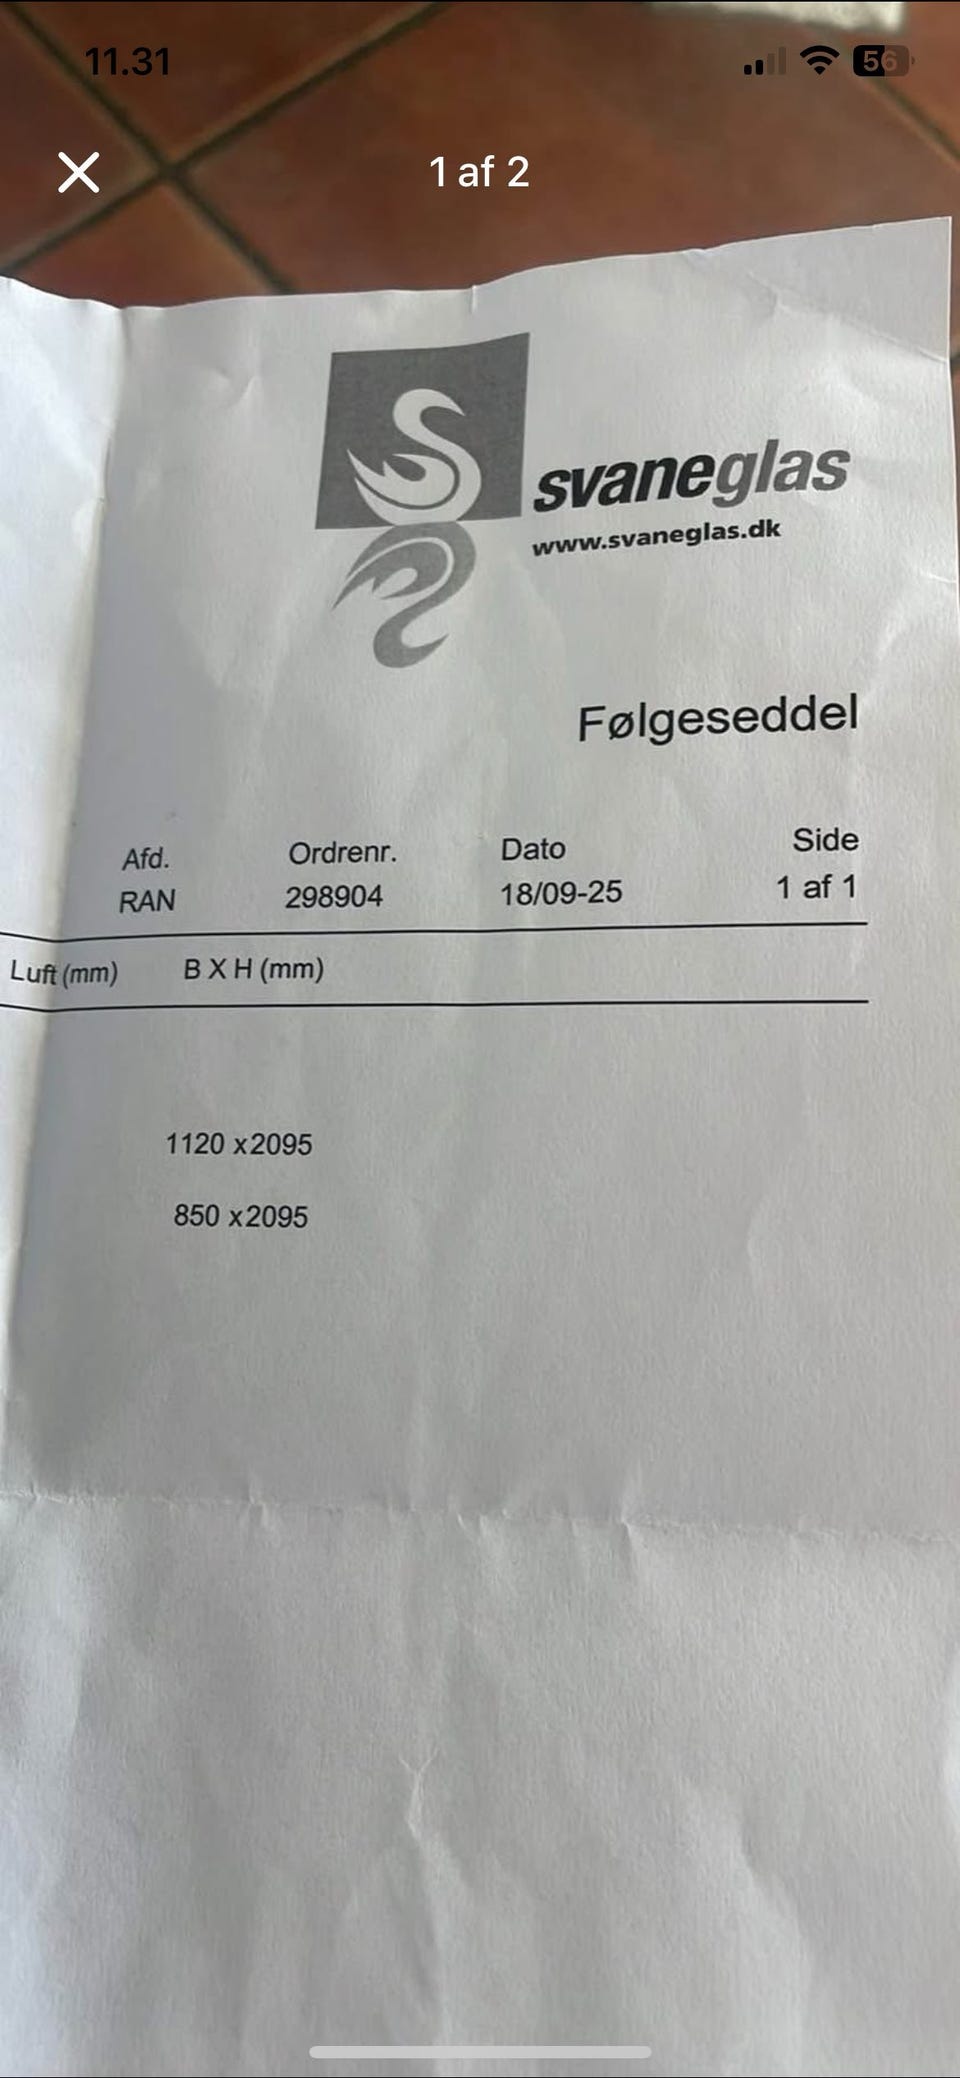 11.31
56
1 af 2
svaneglas
www.svaneglas.dk
Følgeseddel
Afd. Ordrenr. Dato Side
RAN 298904 18/09-25 1 af 1
Luft (mm) B X H (mm)
1120 x2095
850 x2095